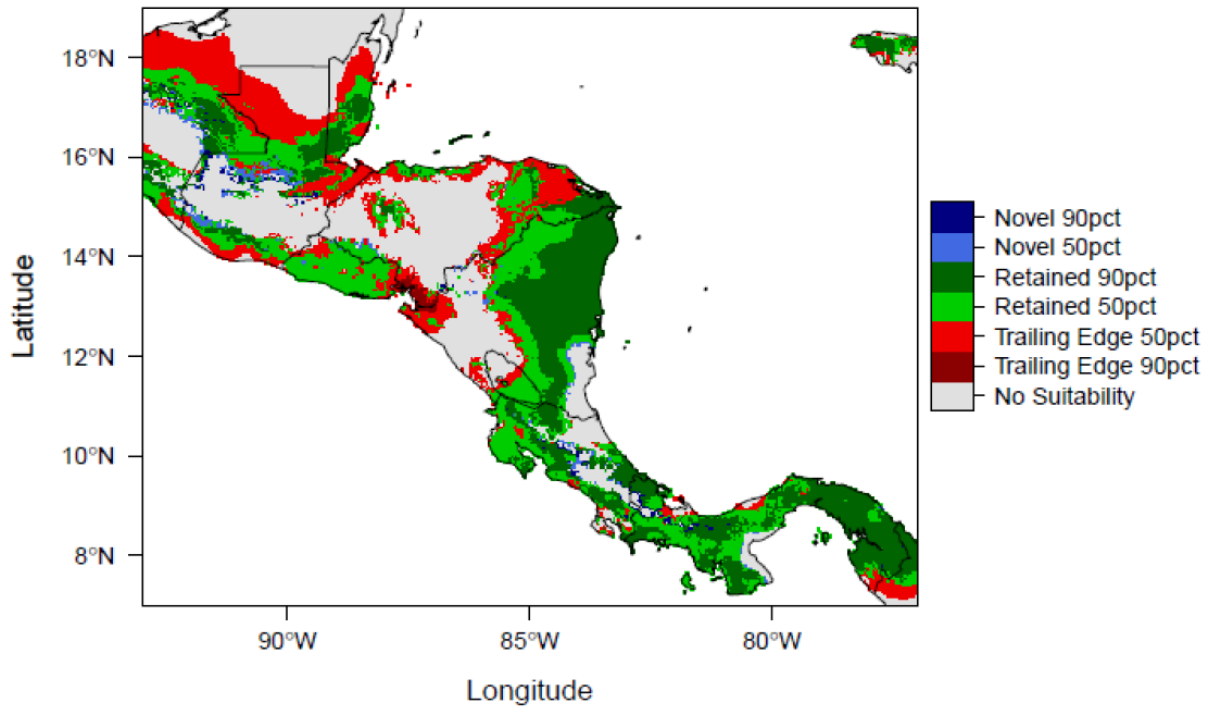 18°N
16°N
14°N
12°N
10°N
8°N
Latitude
90°W
85°W
80°W
Longitude
Novel 90pct
Novel 50pct
Retained 90pct
Retained 50pct
Trailing Edge 50pct
Trailing Edge 90pct
No Suitability